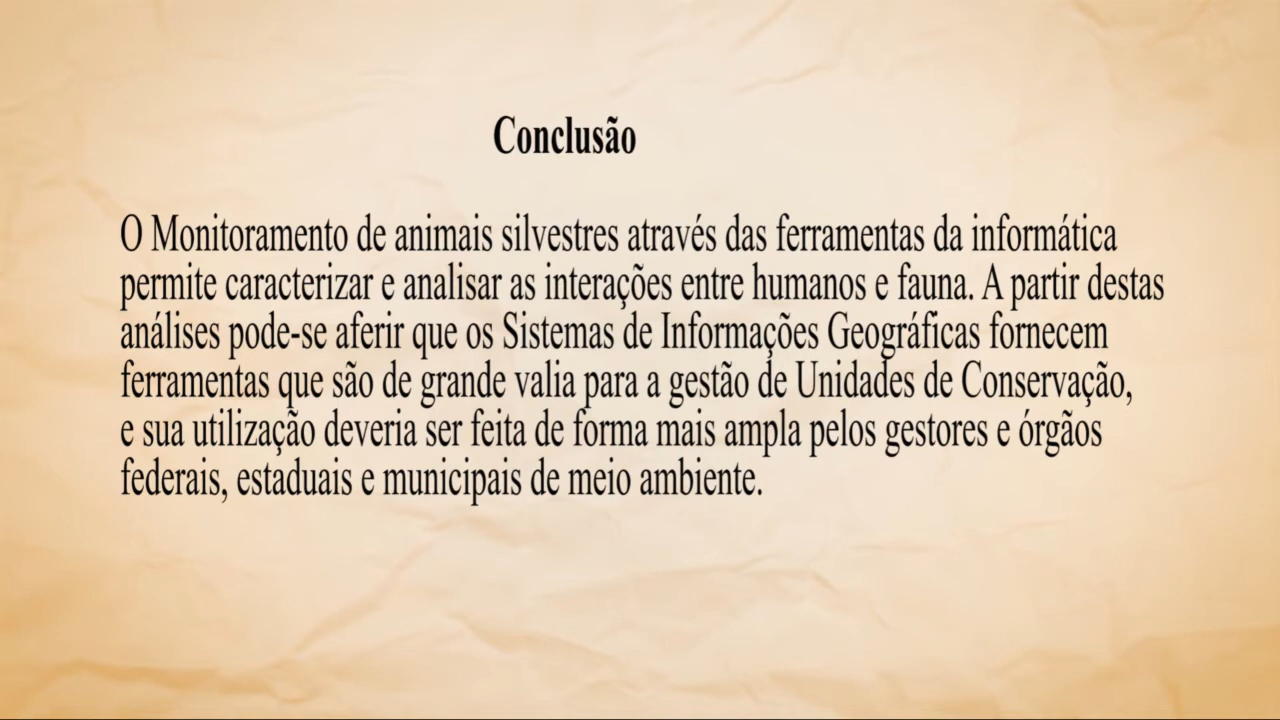 Conclusão
O Monitoramento de animais silvestres através das ferramentas da informática
permite caracterizar e analisar as interações entre humanos e fauna. A partir destas
análises pode-se aferir que os Sistemas de Informações Geográficas fornecem
ferramentas que são de grande valia para a gestão de Unidades de Conservação,
e sua utilização deveria ser feita de forma mais ampla pelos gestores e órgãos
federais, estaduais e municipais de meio ambiente.